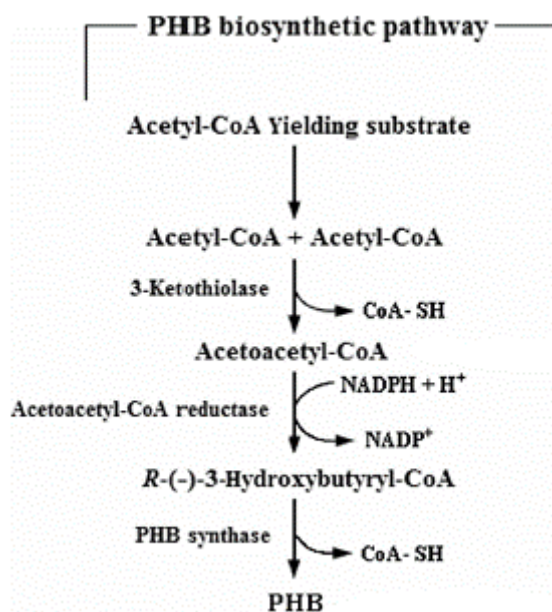 PHB biosynthetic pathway
Acetyl-CoA Yielding substrate
Acetyl-CoA + Acetyl-CoA
3-Ketothiolase
CoA- SH
Acetoacetyl-CoA
NADPH + H⁺
Acetoacetyl-CoA reductase
NADP⁺
R-(-)-3-Hydroxybutyryl-CoA
PHB synthase
CoA- SH
PHB